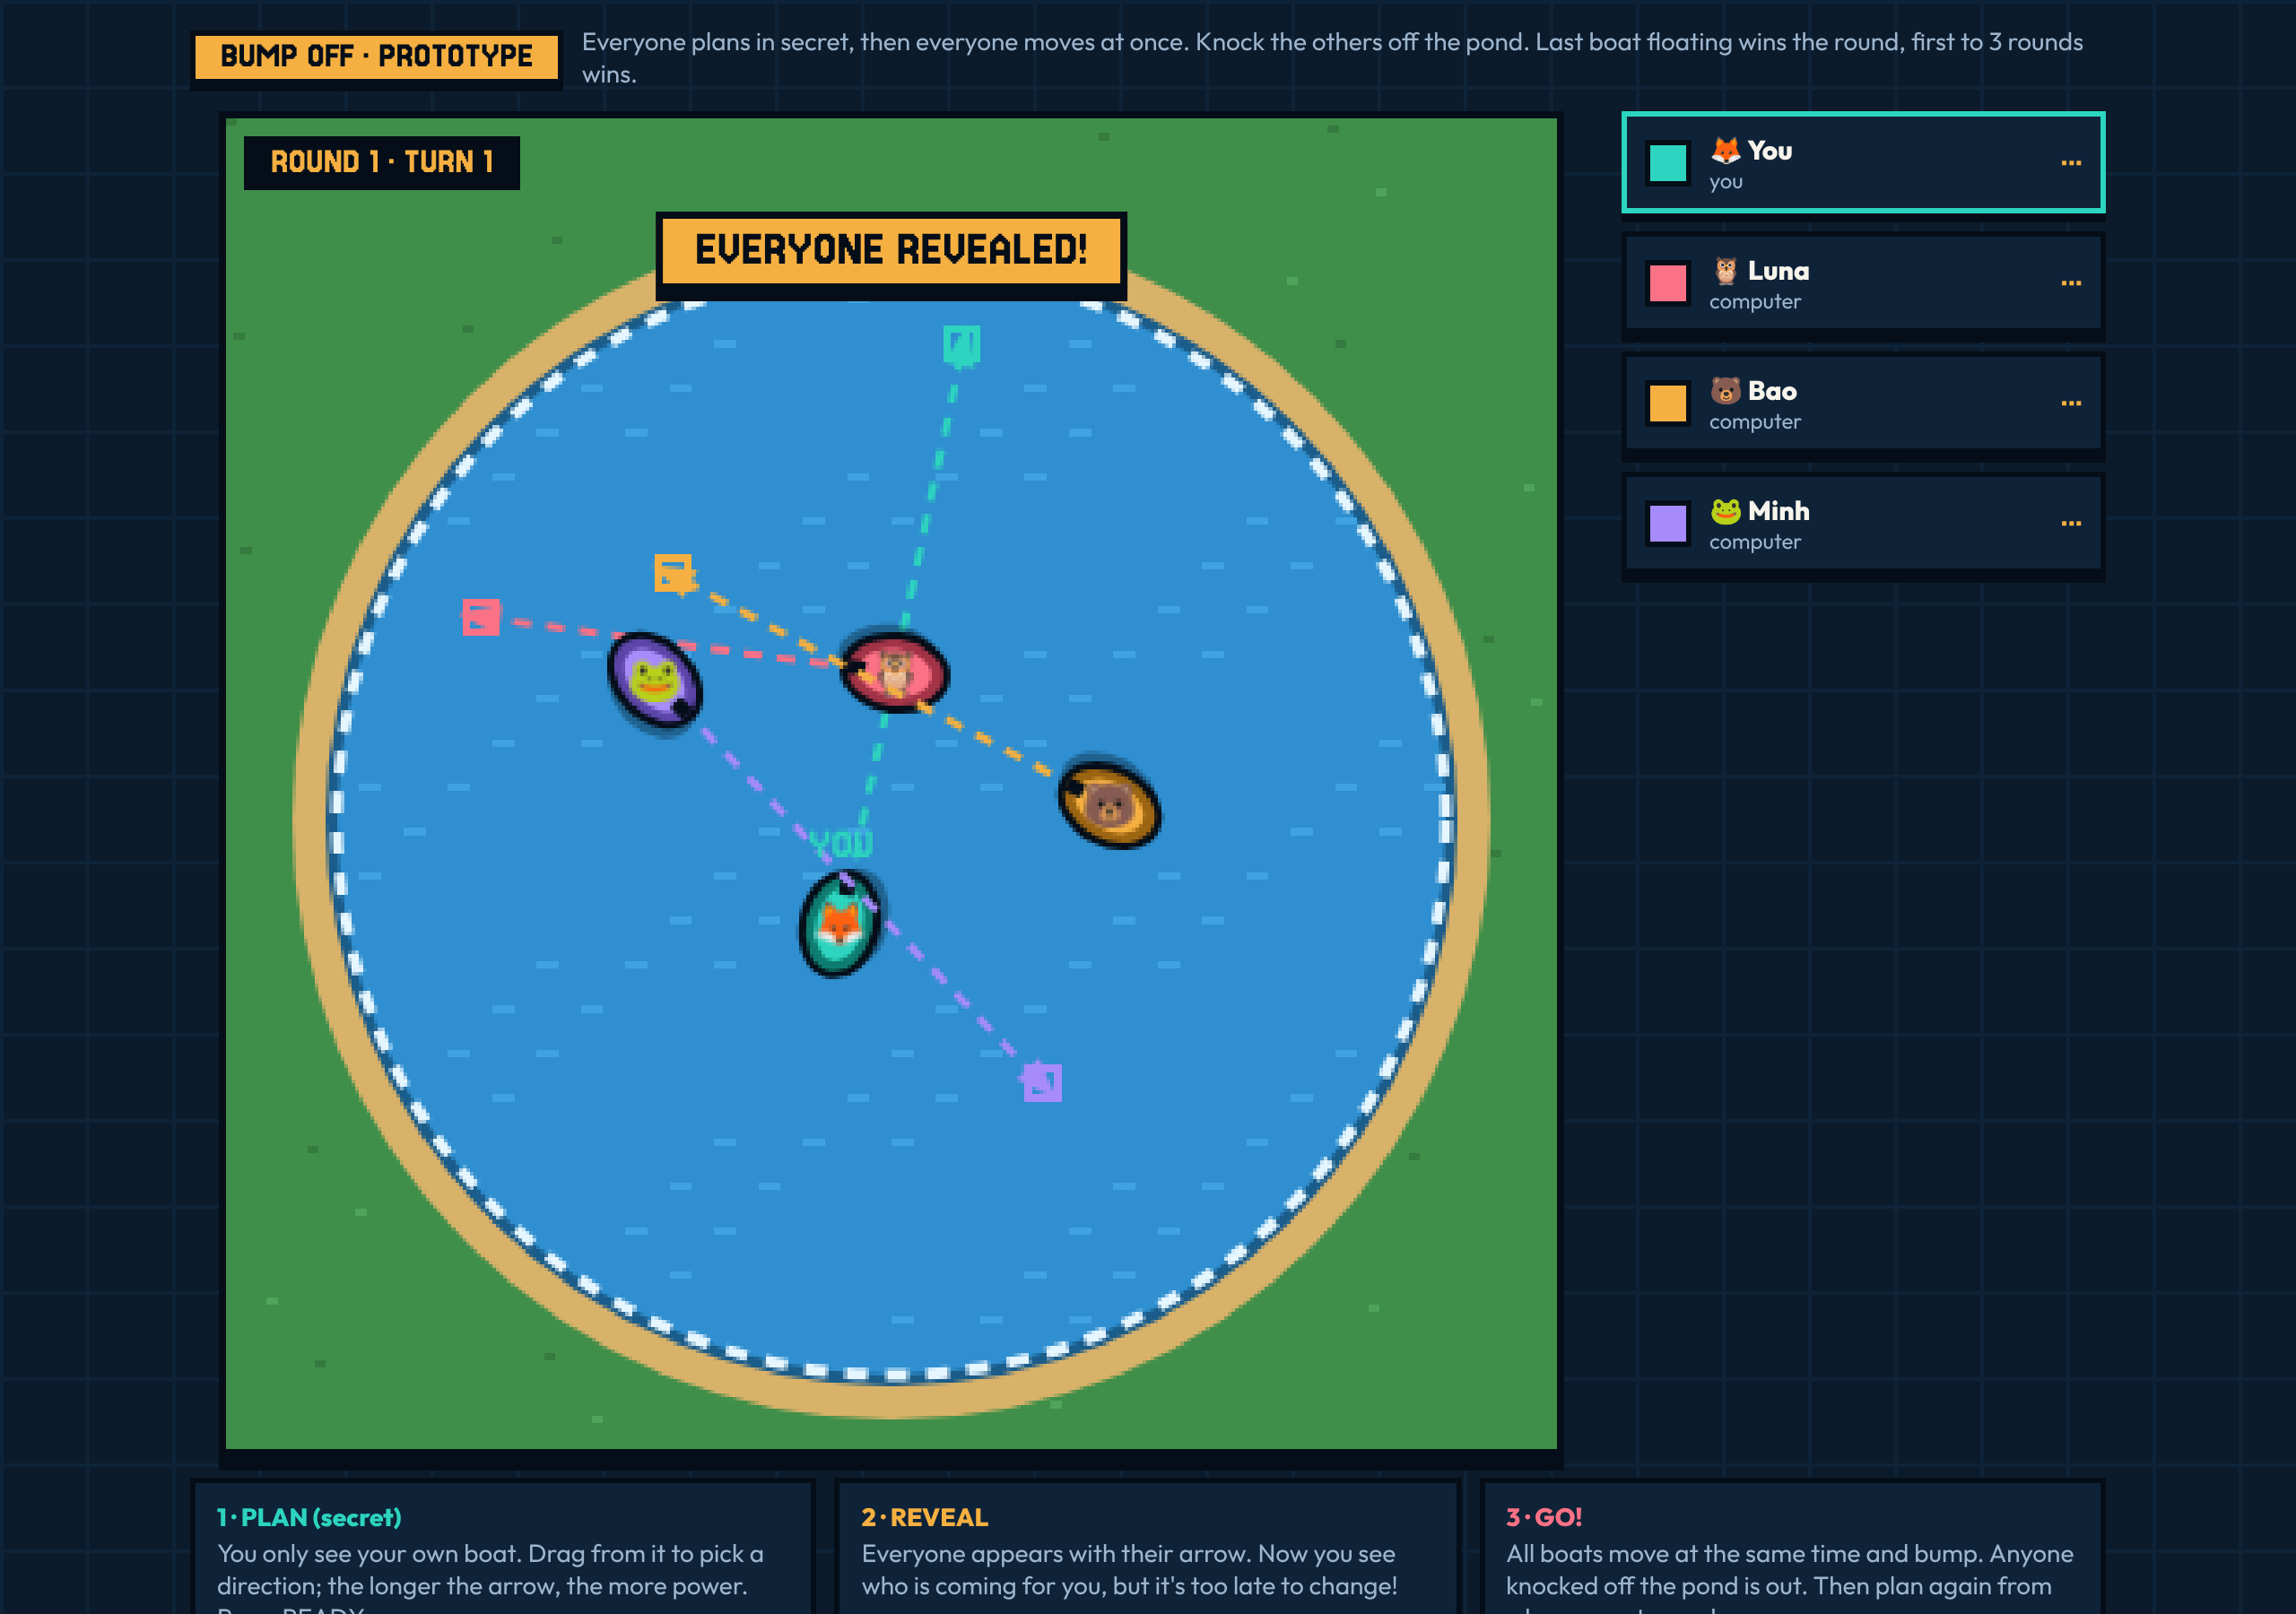 BUMP OFF · PROTOTYPE
Everyone plans in secret, then everyone moves at once. Knock the others off the pond. Last boat floating wins the round, first to 3 rounds
wins.
ROUND 1 · TURN 1
EVERYONE REVEALED!
YOU
🦊 You
you
...
🦉 Luna
computer
...
🐻 Bao
computer
...
🐸 Minh
computer
...
1 · PLAN (secret)
You only see your own boat. Drag from it to pick a
direction; the longer the arrow, the more power.
2 · REVEAL
Everyone appears with their arrow. Now you see
who is coming for you, but it's too late to change!
3 · GO!
All boats move at the same time and bump. Anyone
knocked off the pond is out. Then plan again from